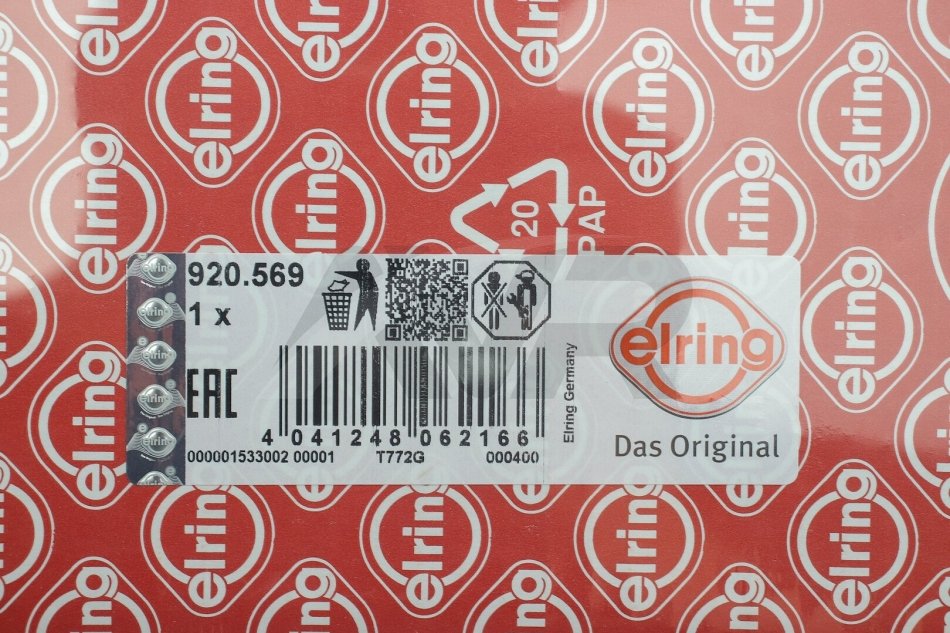 20
PAP
920.569
1 x
EAC
4 041248 062166
000001533002 00001 T772G 000400
Elring Germany
elring
Das Original